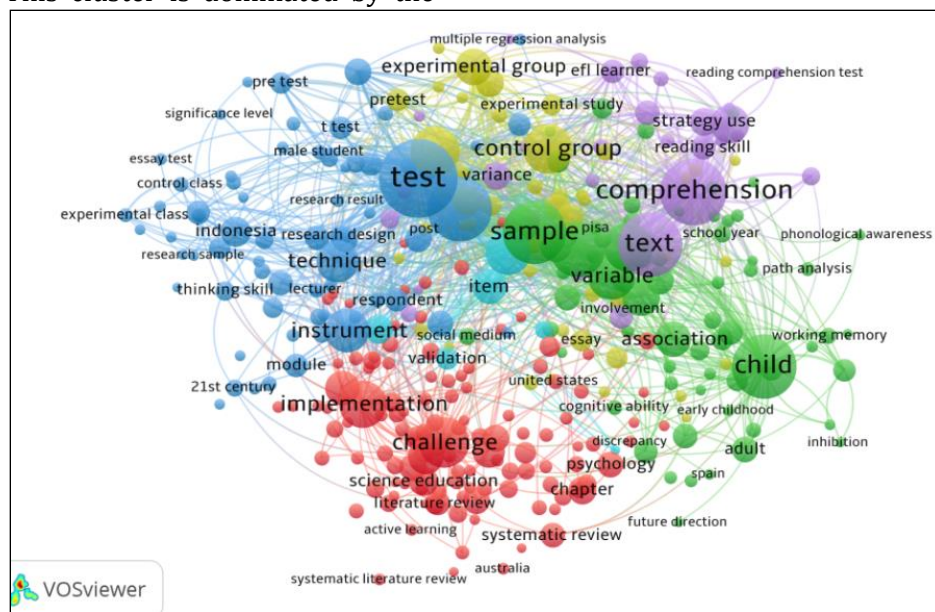 This cluster is dominated by the
multiple regression analysis
experimental group
efl learner
reading comprehension test
pre test
pretest
experimental study
significance level
strategy use
t test
reading skill
male student
control group
essay test
test
variance
control class
comprehension
research result
experimental class
indonesia
post
sample
pisa
text
school year
phonological awareness
research design
research sample
technique
variable
path analysis
thinking skill
lecturer
respondent
item
involvement
instrument
social medium
essay
association
working memory
module
validation
child
21st century
united states
implementation
cognitive ability
early childhood
challenge
discrepancy
inhibition
psychology
adult
science education
chapter
spain
literature review
active learning
systematic review
future direction
australia
systematic literature review
VOSviewer